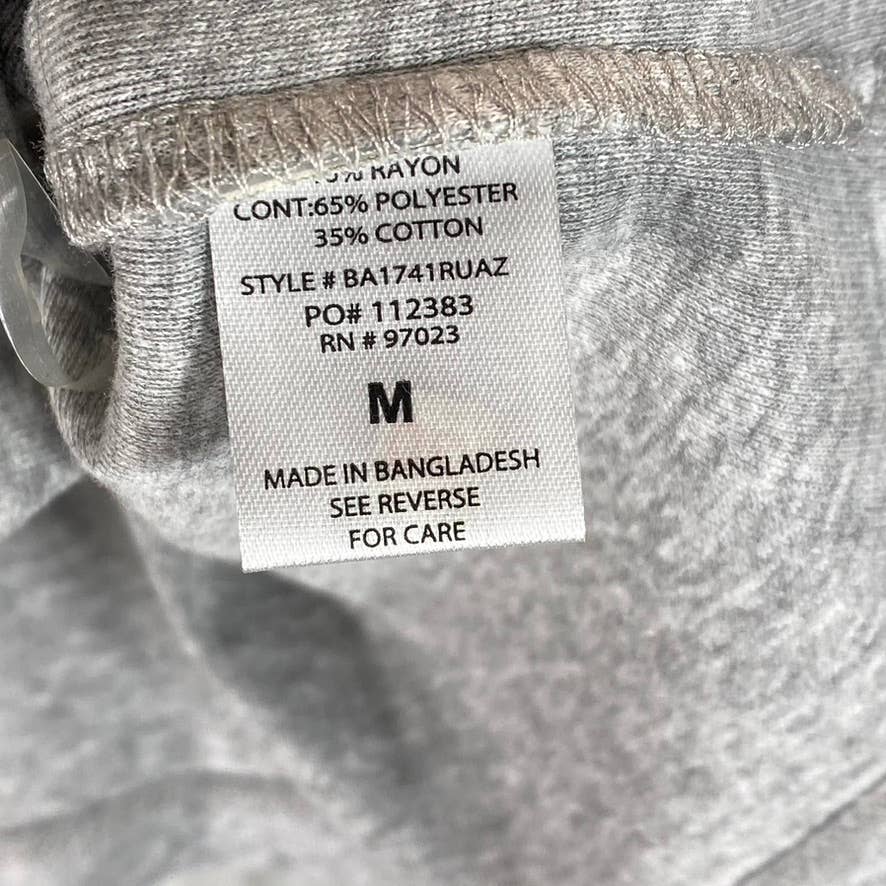 RAYON
CONT:65% POLYESTER
35% COTTON
STYLE # BA1741RUAZ
PO# 112383
RN # 97023
M
MADE IN BANGLADESH
SEE REVERSE
FOR CARE